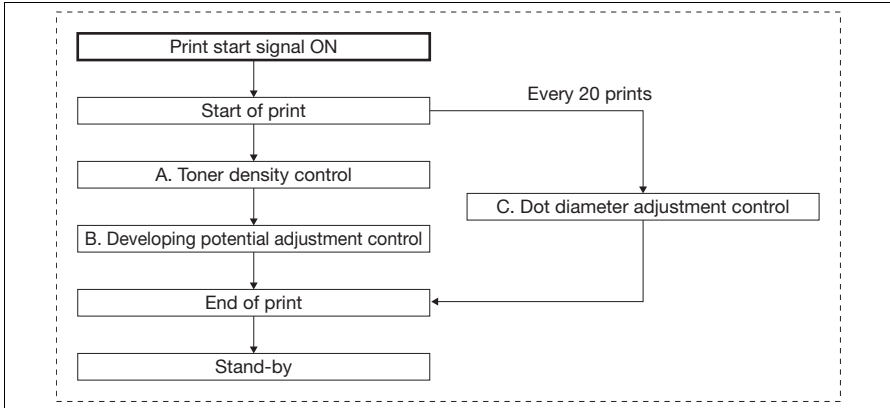 Print start signal ON
Start of print
Every 20 prints
A. Toner density control
C. Dot diameter adjustment control
B. Developing potential adjustment control
End of print
Stand-by